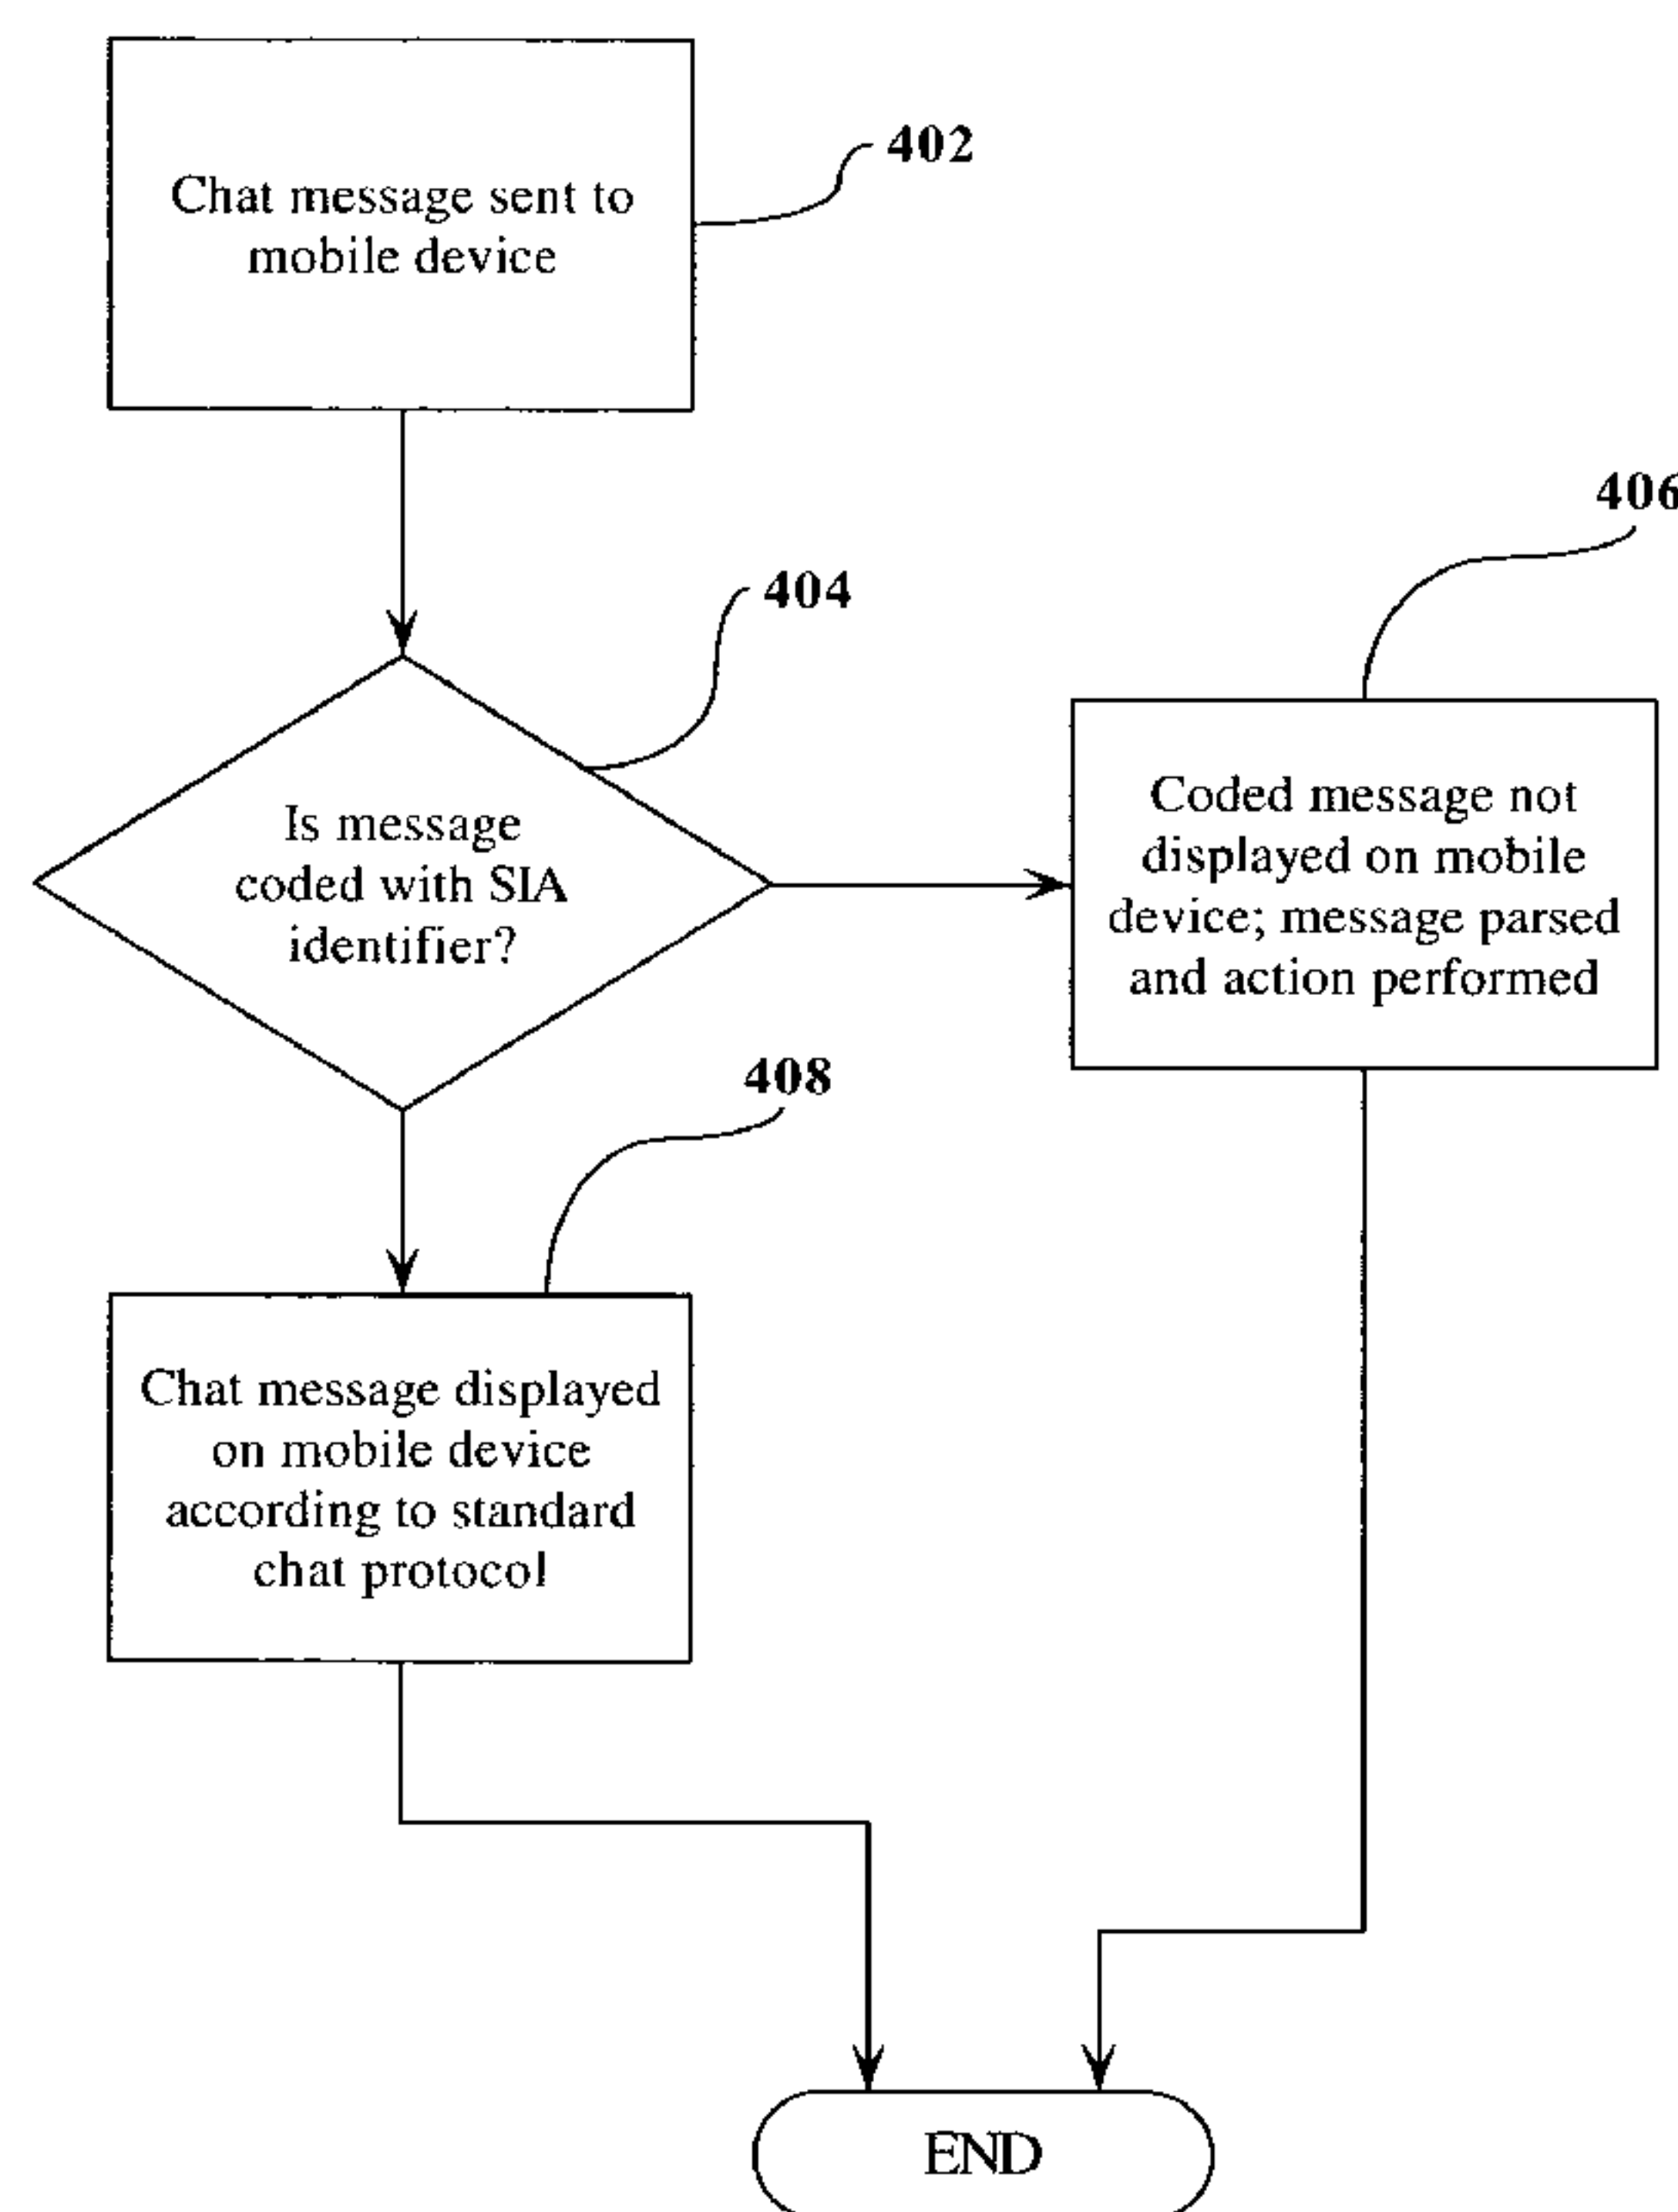 402
Chat message sent to
mobile device
404
Is message
coded with SIA
identifier?
406
Coded message not
displayed on mobile
device; message parsed
and action performed
408
Chat message displayed
on mobile device
according to standard
chat protocol
END